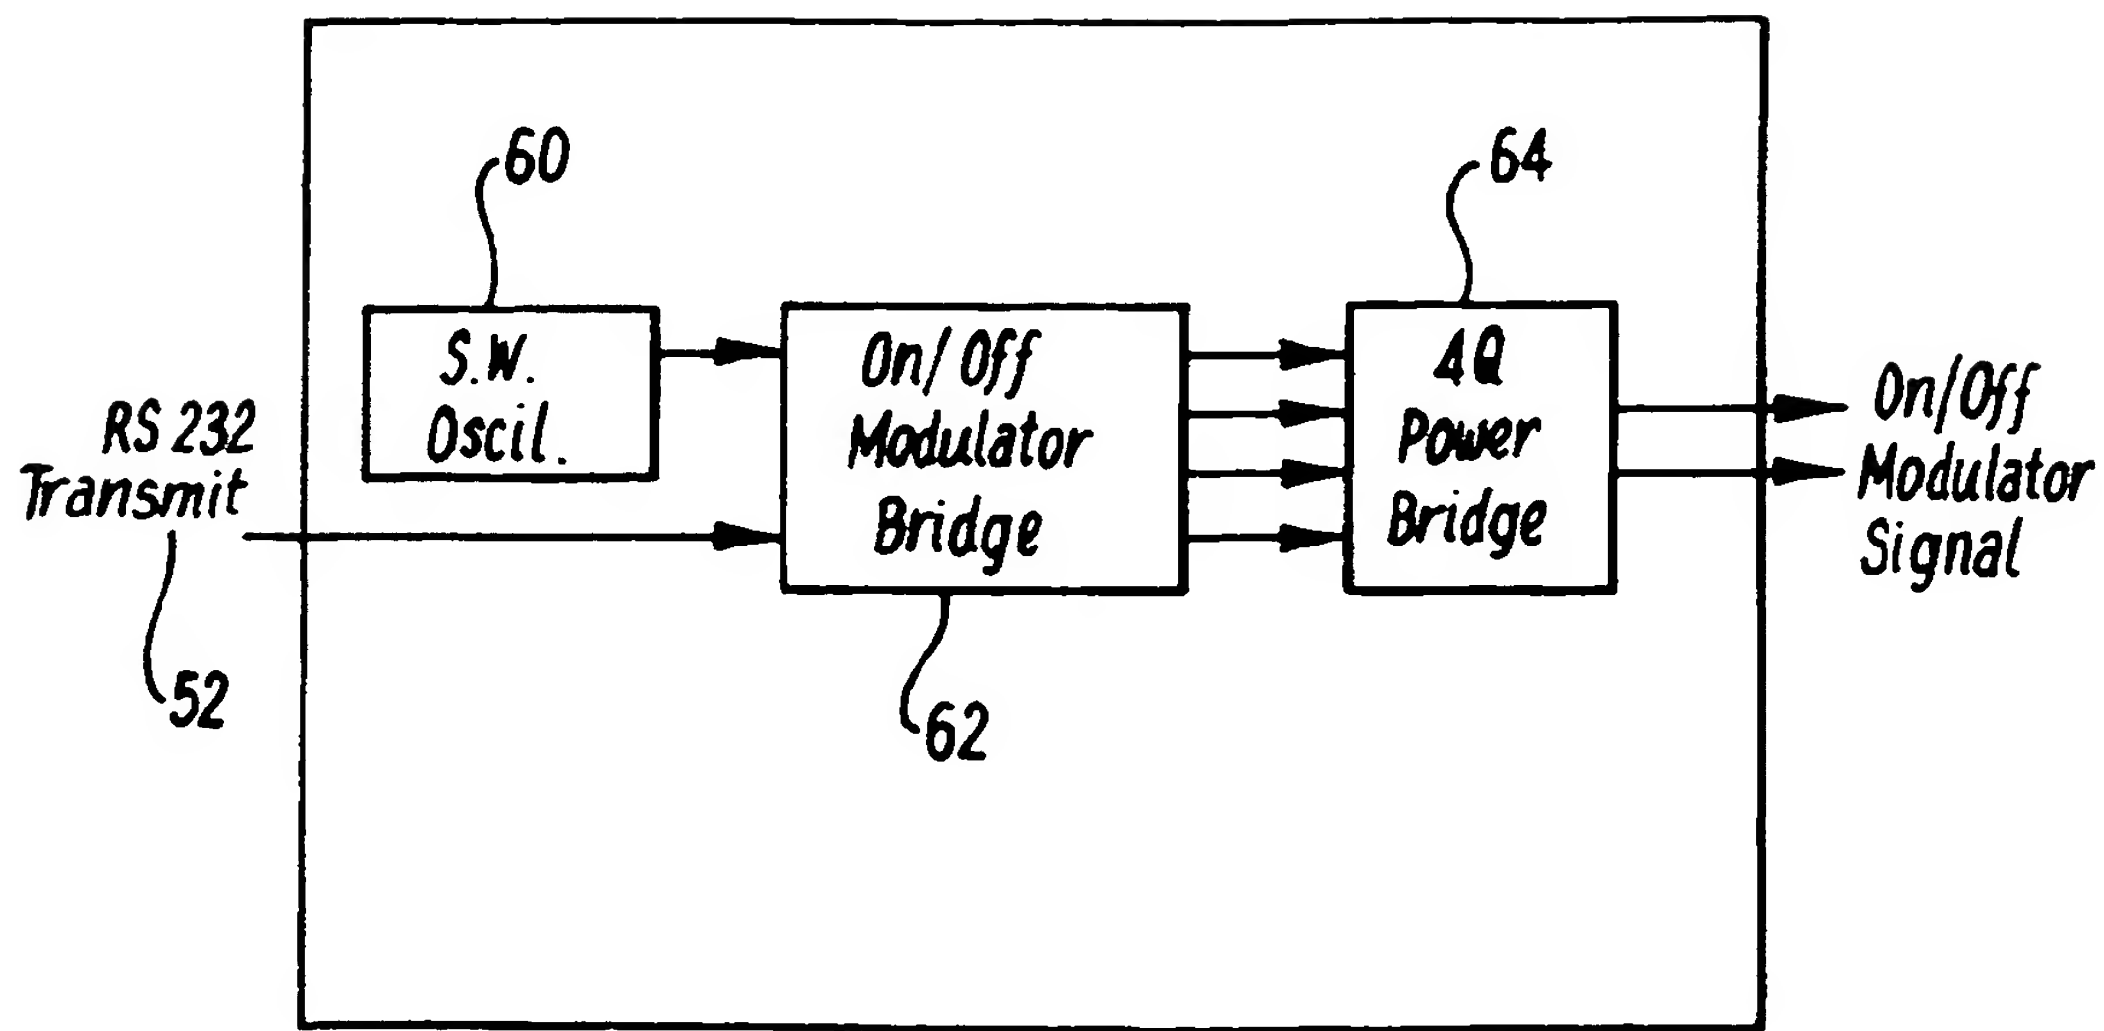 60
64
S.W.
Oscil.
On/Off
Modulator
Bridge
4Q
Power
Bridge
RS 232
Transmit
On/Off
Modulator
Signal
52
62